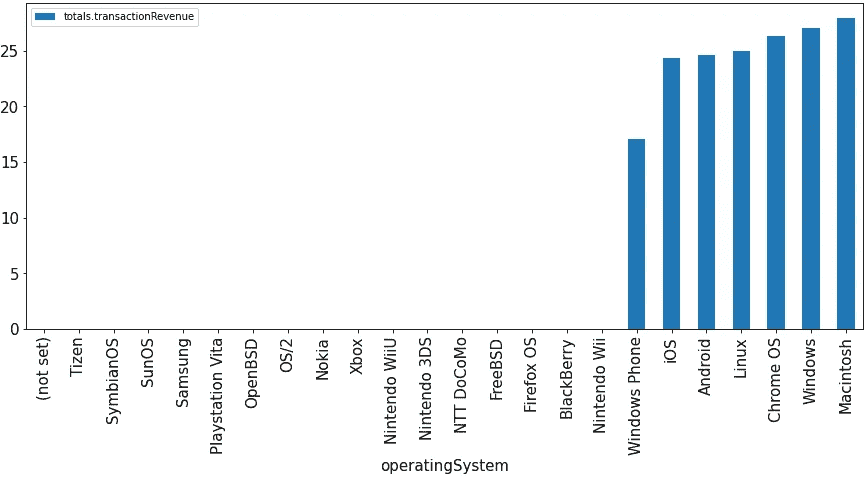 totals.transactionRevenue
25
20
15
10
5
0
(not set)
Tizen
SymbianOS
SunOS
Samsung
Playstation Vita
OpenBSD
OS/2
Nokia
Xbox
Nintendo WiiU
Nintendo 3DS
NTT DoCoMo
FreeBSD
Firefox OS
BlackBerry
Nintendo Wii
Windows Phone
iOS
Android
Linux
Chrome OS
Windows
Macintosh
operatingSystem